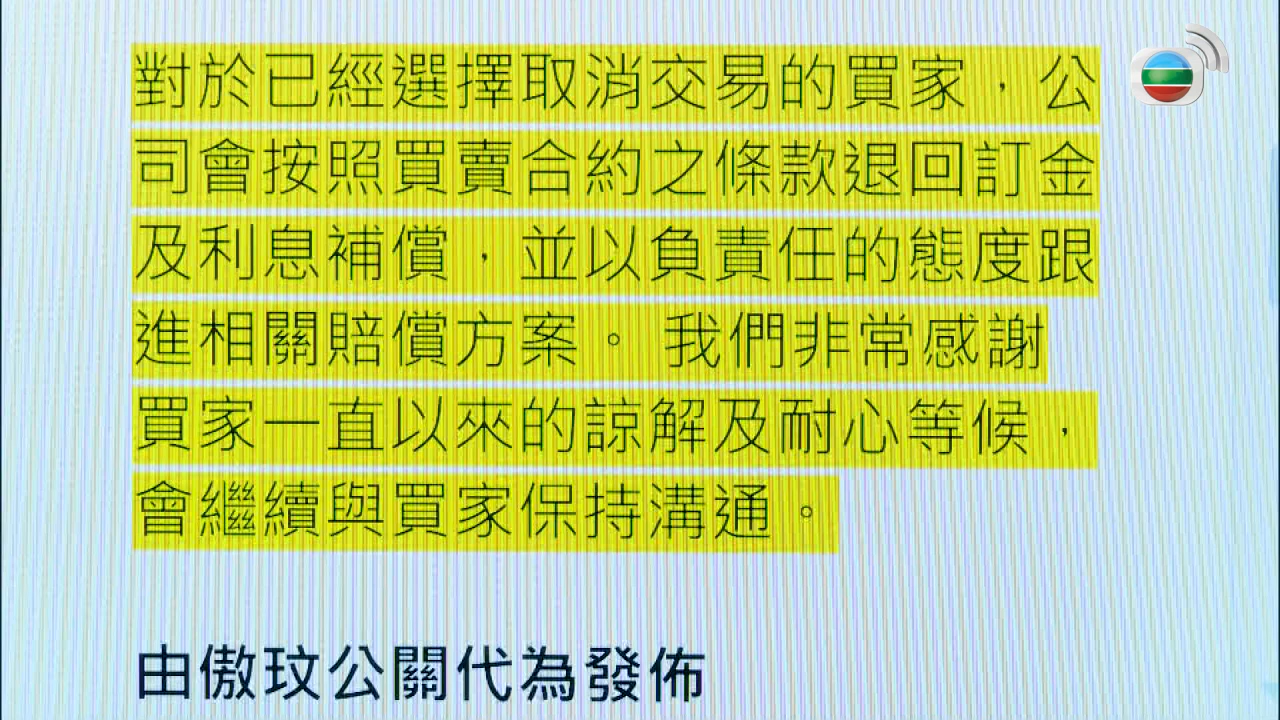 對於已經選擇取消交易的買家，公
司會按照買賣合約之條款退回訂金
及利息補償，並以負責任的態度跟
進相關賠償方案。 我們非常感謝
買家一直以來的諒解及耐心等候，
會繼續與買家保持溝通。
由傲玟公關代為發佈